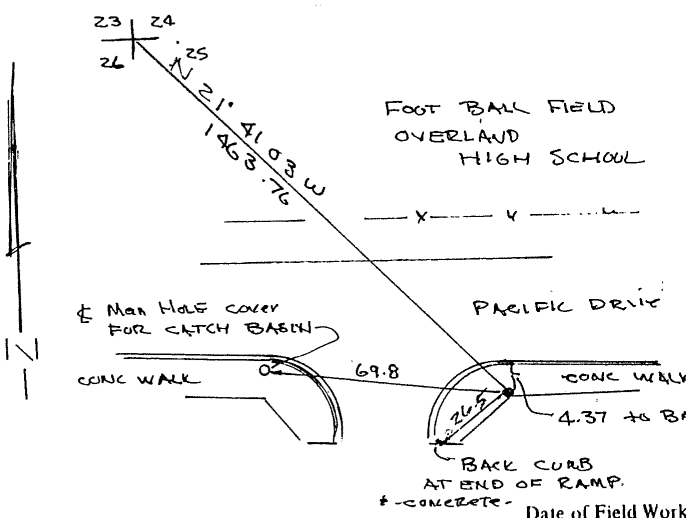 23 24
26 25
N 21° 41 03 W
1463.76
FOOT BALL FIELD
OVERLAND
HIGH SCHOOL
PACIFIC DRIVE
℄ Man HOLE cover
FOR CATCH BASIN
CONC WALK
69.8
CONC WALK
26.5
4.37 to BA
BACK CURB
AT END OF RAMP.
* -CONCRETE-
N
Date of Field Work